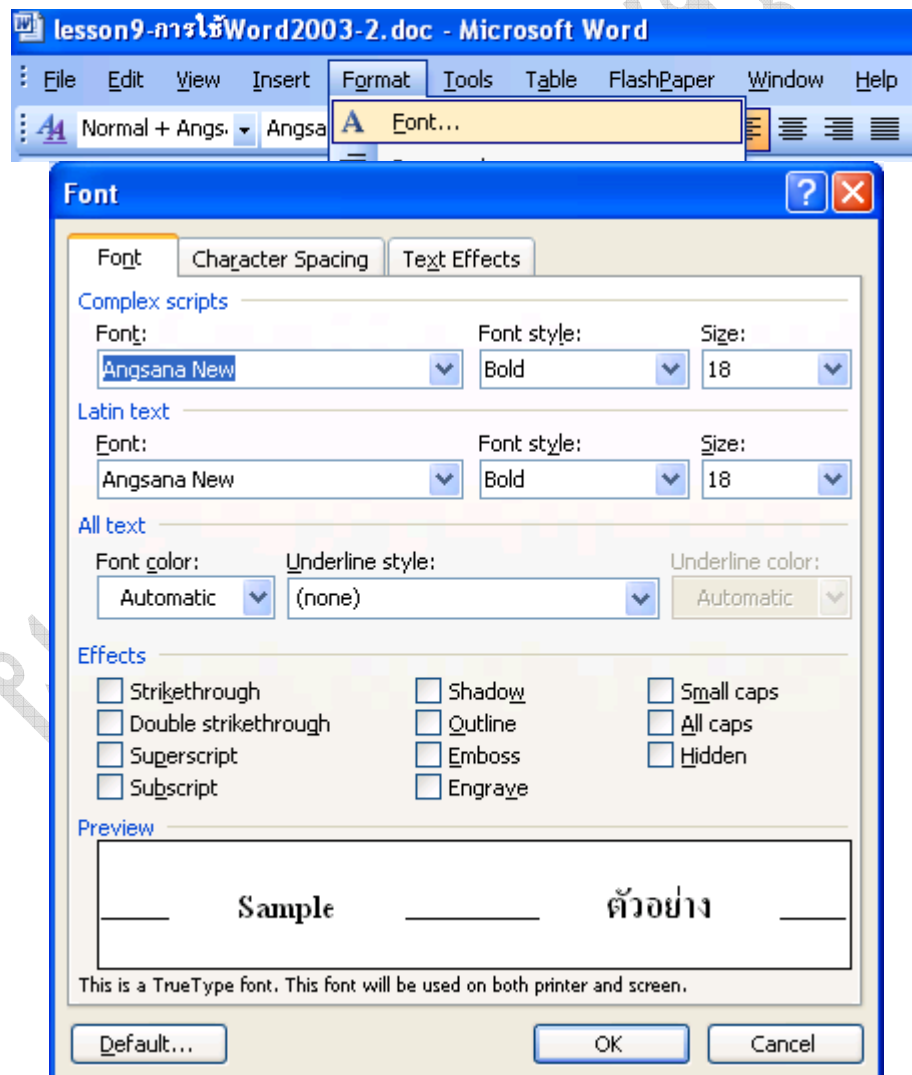 lesson9-การใช้Word2003-2.doc - Microsoft Word
File Edit View Insert Format Tools Table FlashPaper Window Help
Normal + Angs. Angsa Font...
Font
Font Character Spacing Text Effects
Complex scripts
Font: Font style: Size:
Angsana New Bold 18
Latin text
Font: Font style: Size:
Angsana New Bold 18
All text
Font color: Underline style: Underline color:
Automatic (none) Automatic
Effects
Strikethrough Shadow Small caps
Double strikethrough Outline All caps
Superscript Emboss Hidden
Subscript Engrave
Preview
Sample ตัวอย่าง
This is a TrueType font. This font will be used on both printer and screen.
Default... OK Cancel